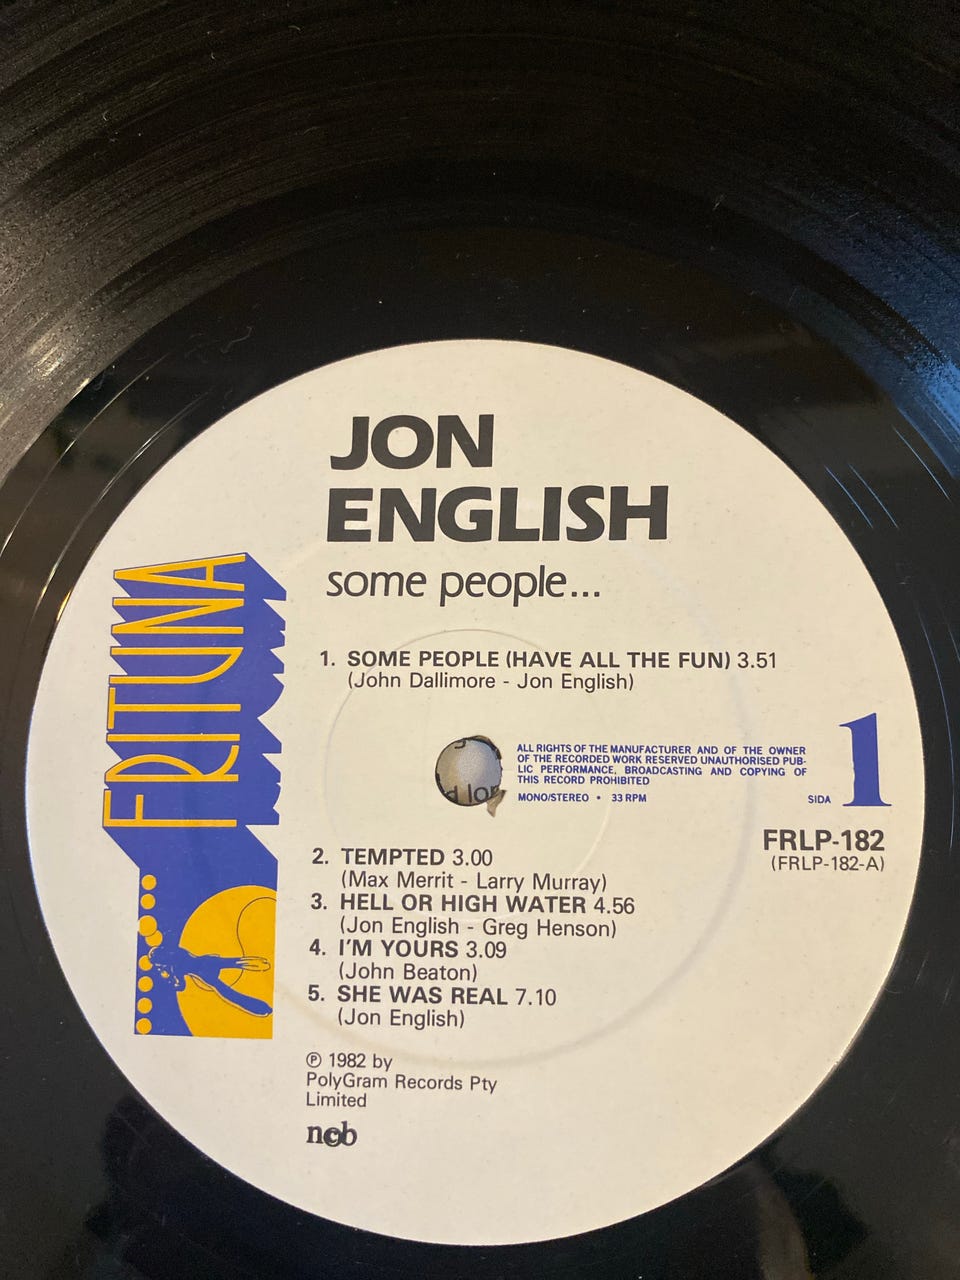 JON
ENGLISH
some people...
FRITUNA
1. SOME PEOPLE (HAVE ALL THE FUN) 3.51
(John Dallimore - Jon English)
ALL RIGHTS OF THE MANUFACTURER AND OF THE OWNER
OF THE RECORDED WORK RESERVED UNAUTHORISED PUB-
LIC PERFORMANCE, BROADCASTING AND COPYING OF
THIS RECORD PROHIBITED
MONO/STEREO • 33 RPM
SIDA 1
FRLP-182
(FRLP-182-A)
2. TEMPTED 3.00
(Max Merrit - Larry Murray)
3. HELL OR HIGH WATER 4.56
(Jon English - Greg Henson)
4. I'M YOURS 3.09
(John Beaton)
5. SHE WAS REAL 7.10
(Jon English)
℗ 1982 by
PolyGram Records Pty
Limited
ncb